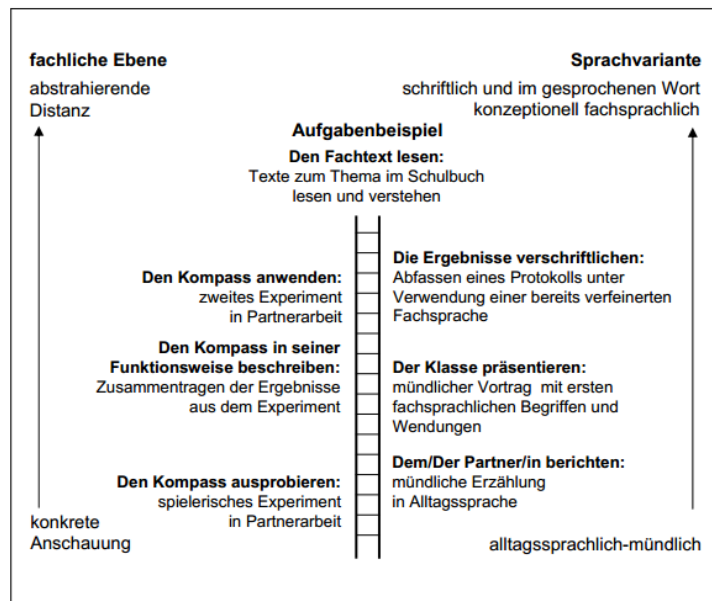 fachliche Ebene
abstrahierende
Distanz
Sprachvariante
schriftlich und im gesprochenen Wort
konzeptionell fachsprachlich
Aufgabenbeispiel
Den Fachtext lesen:
Texte zum Thema im Schulbuch
lesen und verstehen
Die Ergebnisse verschriftlichen:
Abfassen eines Protokolls unter
Verwendung einer bereits verfeinerten
Fachsprache
Den Kompass anwenden:
zweites Experiment
in Partnerarbeit
Den Kompass in seiner
Funktionsweise beschreiben:
Zusammentragen der Ergebnisse
aus dem Experiment
Der Klasse präsentieren:
mündlicher Vortrag mit ersten
fachsprachlichen Begriffen und
Wendungen
Dem/Der Partner/in berichten:
mündliche Erzählung
in Alltagssprache
Den Kompass ausprobieren:
spielerisches Experiment
in Partnerarbeit
konkrete
Anschauung
alltagssprachlich-mündlich